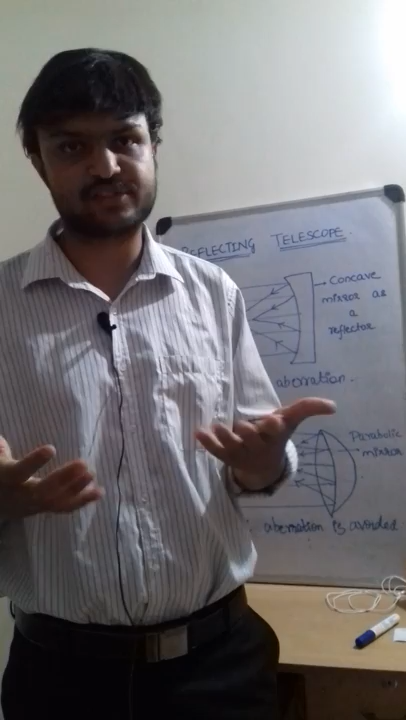 REFLECTING TELESCOPE.
Concave
mirror as
a
reflector
aberration.
Parabolic
mirror
aberration is avoided